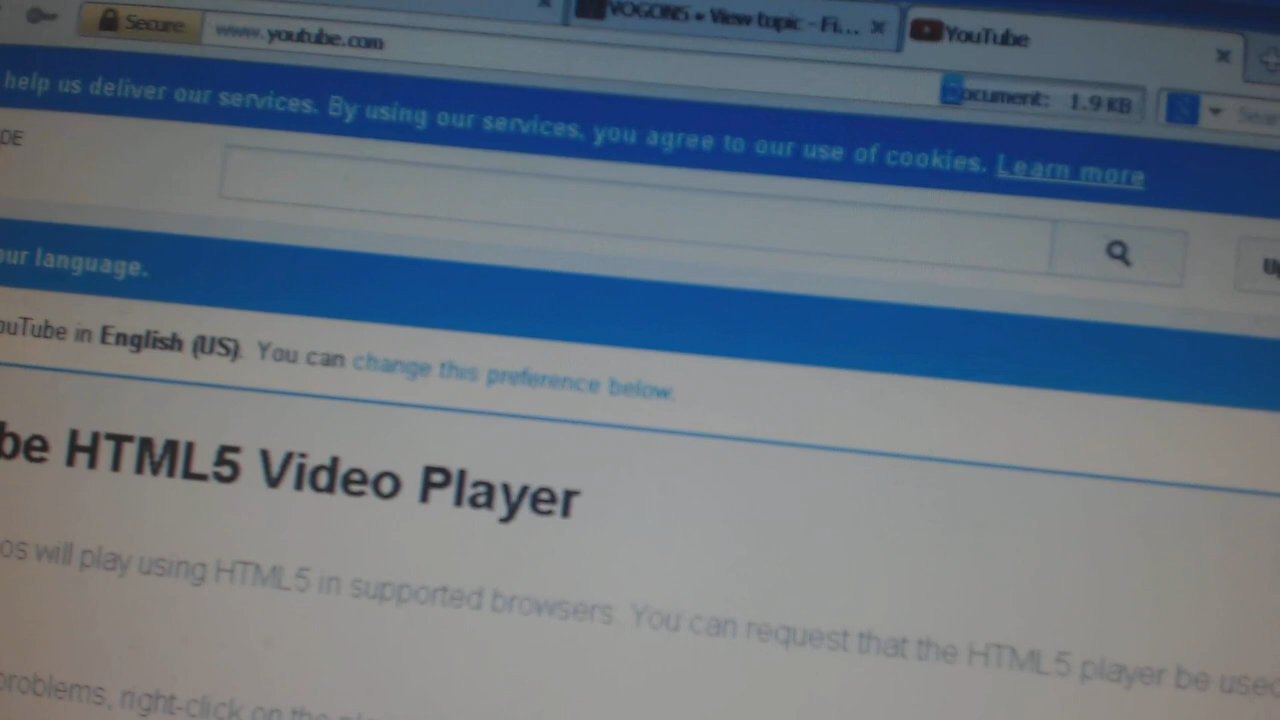 VOGONS • View topic - Fi...
YouTube
Secure
www.youtube.com
Document: 1.9 KB
help us deliver our services. By using our services, you agree to our use of cookies. Learn more
DE
our language.
ouTube in English (US). You can change this preference below.
be HTML5 Video Player
os will play using HTML5 in supported browsers. You can request that the HTML5 player be used
problems, right-click on the